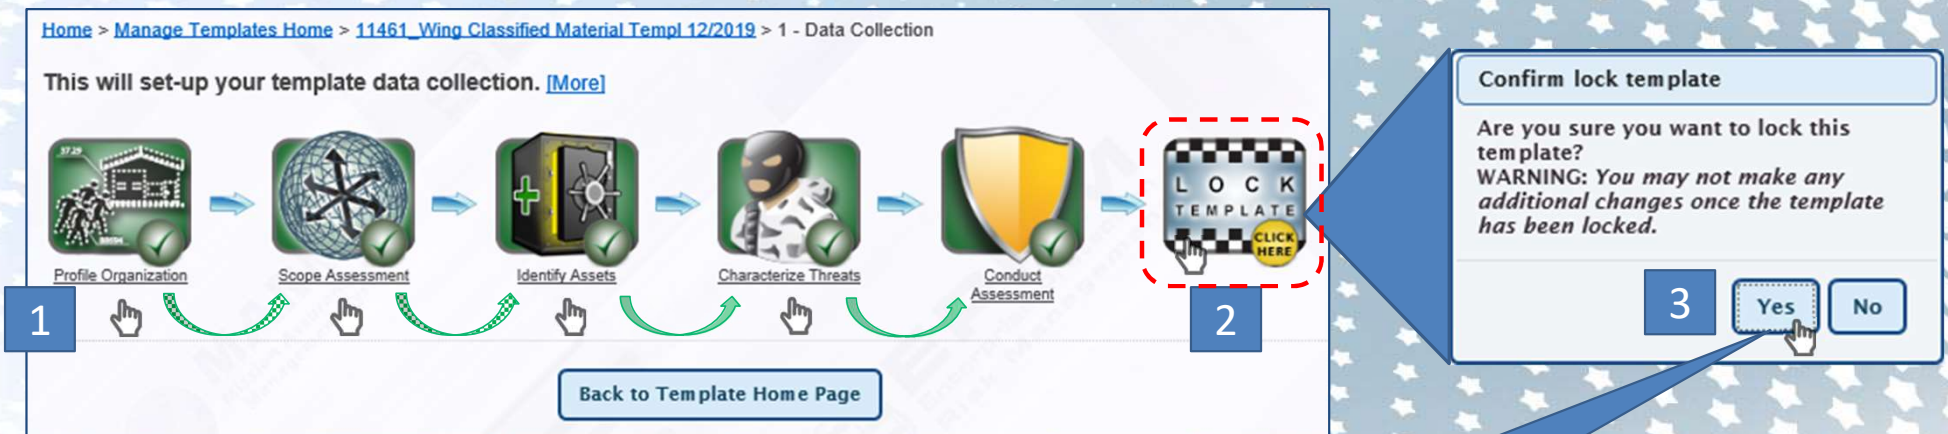 Home > Manage Templates Home > 11461_Wing Classified Material Templ 12/2019 > 1 - Data Collection
This will set-up your template data collection. [More]
3729
LOCK
TEMPLATE
CLICK
HERE
Profile Organization
Scope Assessment
Identify Assets
Characterize Threats
Conduct
Assessment
1
2
Back to Template Home Page
Confirm lock template
Are you sure you want to lock this
template?
WARNING: You may not make any
additional changes once the template
has been locked.
3
Yes
No